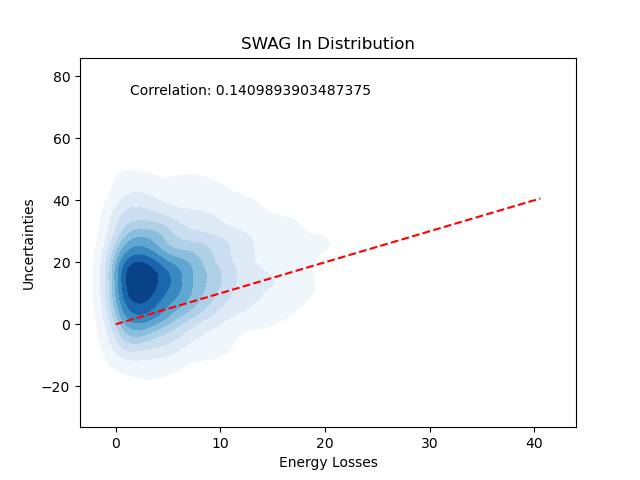 SWAG In Distribution
Correlation: 0.1409893903487375
80
60
40
20
0
−20
Uncertainties
0 10 20 30 40
Energy Losses